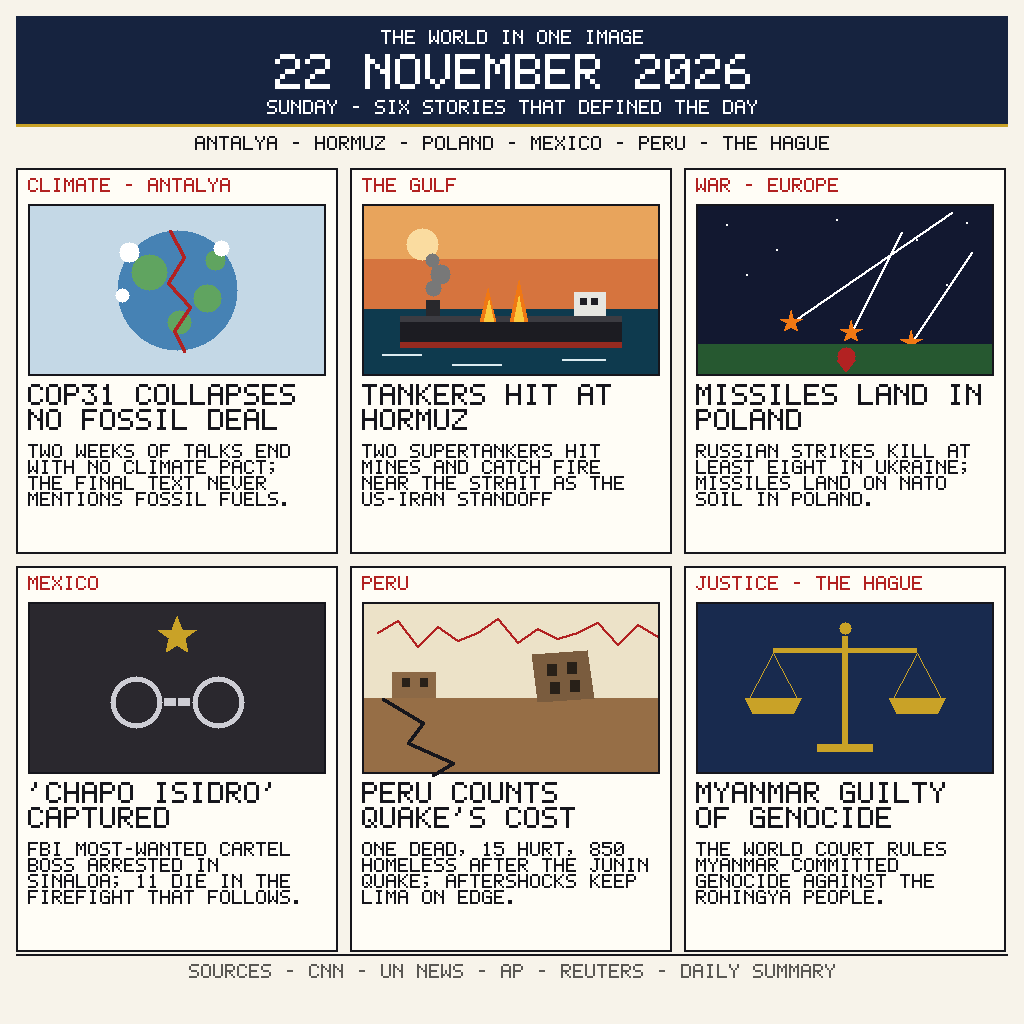 THE WORLD IN ONE IMAGE
22 NOVEMBER 2026
SUNDAY - SIX STORIES THAT DEFINED THE DAY
ANTALYA - HORMUZ - POLAND - MEXICO - PERU - THE HAGUE
CLIMATE - ANTALYA
COP31 COLLAPSES
NO FOSSIL DEAL
TWO WEEKS OF TALKS END
WITH NO CLIMATE PACT;
THE FINAL TEXT NEVER
MENTIONS FOSSIL FUELS.
THE GULF
TANKERS HIT AT
HORMUZ
TWO SUPERTANKERS HIT
MINES AND CATCH FIRE
NEAR THE STRAIT AS THE
US-IRAN STANDOFF
WAR - EUROPE
MISSILES LAND IN
POLAND
RUSSIAN STRIKES KILL AT
LEAST EIGHT IN UKRAINE;
MISSILES LAND ON NATO
SOIL IN POLAND.
MEXICO
'CHAPO ISIDRO'
CAPTURED
FBI MOST-WANTED CARTEL
BOSS ARRESTED IN
SINALOA; 11 DIE IN THE
FIREFIGHT THAT FOLLOWS.
PERU
PERU COUNTS
QUAKE'S COST
ONE DEAD, 15 HURT, 850
HOMELESS AFTER THE JUNIN
QUAKE; AFTERSHOCKS KEEP
LIMA ON EDGE.
JUSTICE - THE HAGUE
MYANMAR GUILTY
OF GENOCIDE
THE WORLD COURT RULES
MYANMAR COMMITTED
GENOCIDE AGAINST THE
ROHINGYA PEOPLE.
SOURCES - CNN - UN NEWS - AP - REUTERS - DAILY SUMMARY